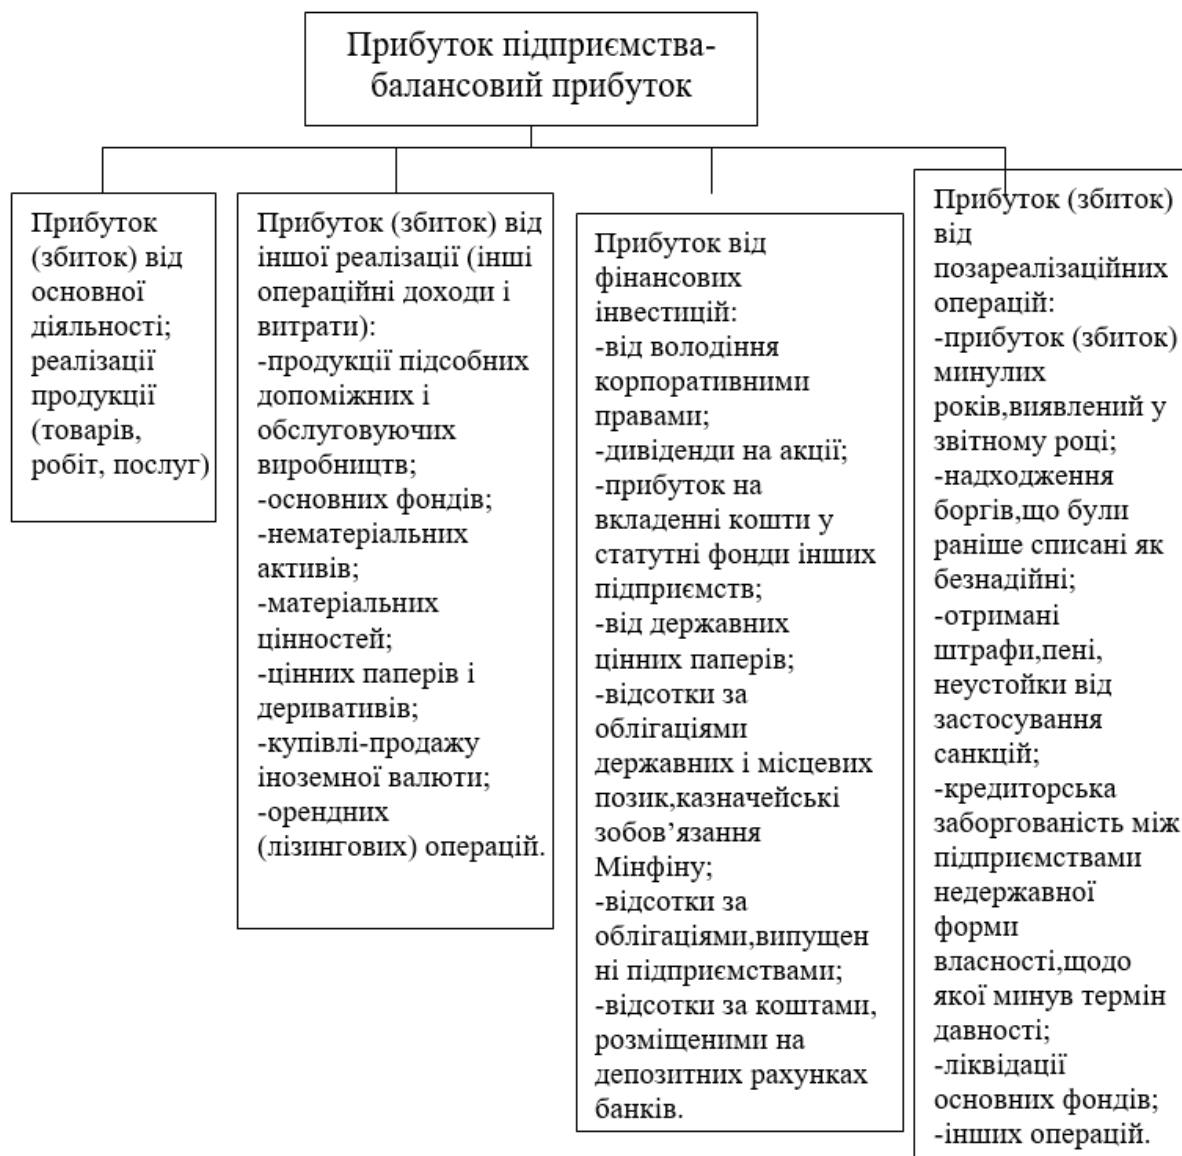 Прибуток підприємства-
балансовий прибуток
Прибуток
(збиток) від
основної
діяльності;
реалізації
продукції
(товарів,
робіт, послуг)
Прибуток (збиток) від
іншої реалізації (інші
операційні доходи і
витрати):
-продукції підсобних
допоміжних і
обслуговуючих
виробництв;
-основних фондів;
-нематеріальних
активів;
-матеріальних
цінностей;
-цінних паперів і
деривативів;
-купівлі-продажу
іноземної валюти;
-орендних
(лізингових) операцій.
Прибуток від
фінансових
інвестицій:
-від володіння
корпоративними
правами;
-дивіденди на акції;
-прибуток на
вкладенні кошти у
статутні фонди інших
підприємств;
-від державних
цінних паперів;
-відсотки за
облігаціями
державних і місцевих
позик,казначейські
зобов’язання
Мінфіну;
-відсотки за
облігаціями,випущен
ні підприємствами;
-відсотки за коштами,
розміщеними на
депозитних рахунках
банків.
Прибуток (збиток)
від
позареалізаційних
операцій:
-прибуток (збиток)
минулих
років,виявлений у
звітному році;
-надходження
боргів,що були
раніше списані як
безнадійні;
-отримані
штрафи,пені,
неустойки від
застосування
санкцій;
-кредиторська
заборгованість між
підприємствами
недержавної
форми
власності,щодо
якої минув термін
давності;
-ліквідації
основних фондів;
-інших операцій.